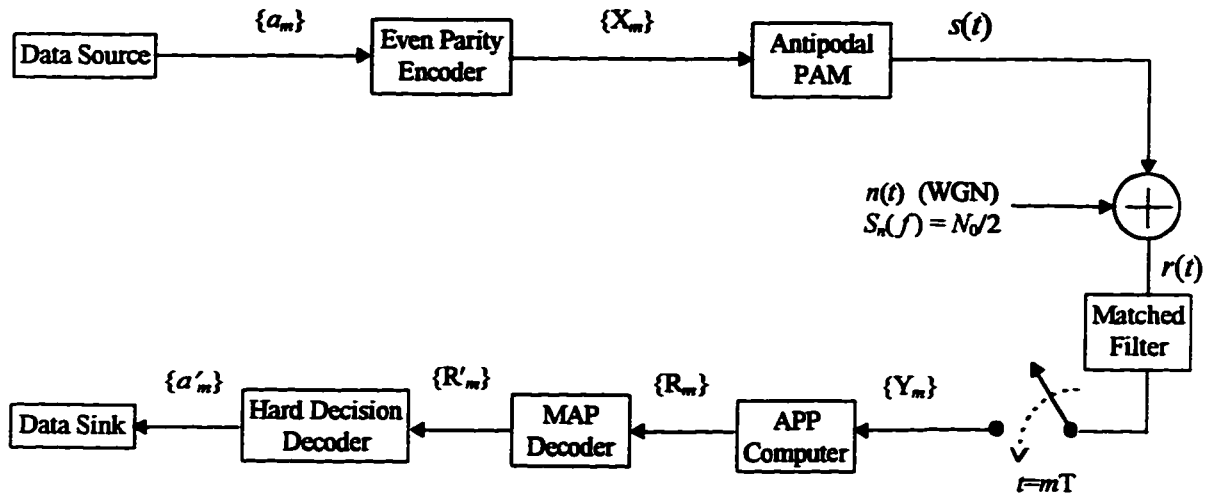 {a_m}
{X_m}
s(t)
Data Source
Even Parity
Encoder
Antipodal
PAM
n(t) (WGN)
S_n(f) = N_0/2
r(t)
Matched
Filter
{a'_m}
{R'_m}
{R_m}
{Y_m}
Data Sink
Hard Decision
Decoder
MAP
Decoder
APP
Computer
t=mT